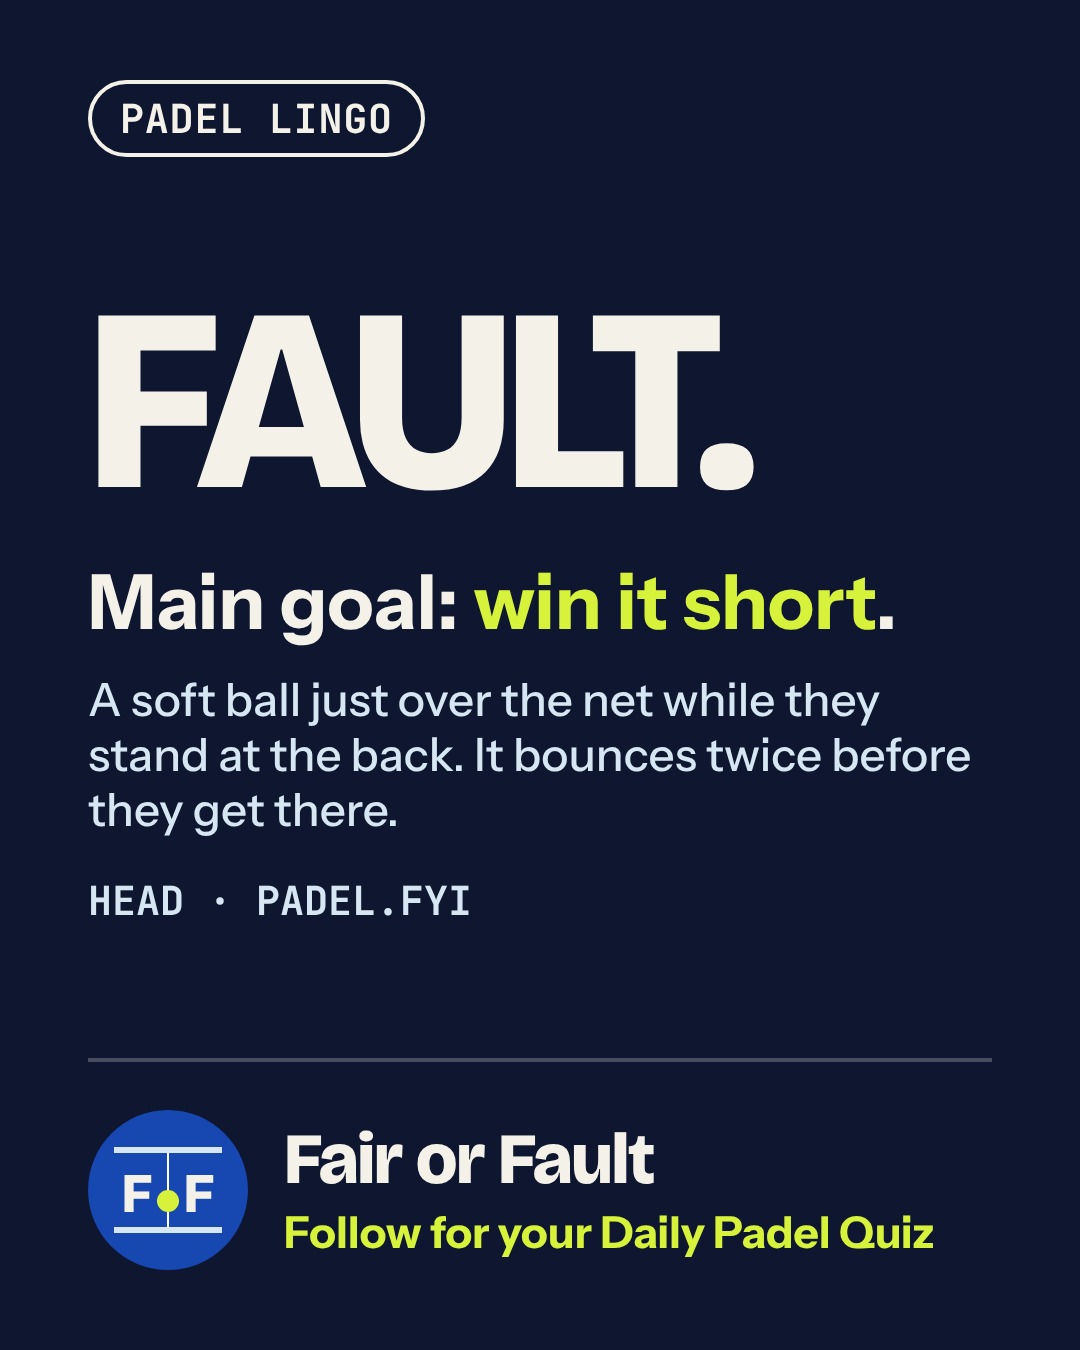 PADEL LINGO
FAULT.
Main goal: win it short.
A soft ball just over the net while they
stand at the back. It bounces twice before
they get there.
HEAD · PADEL.FYI
F F
Fair or Fault
Follow for your Daily Padel Quiz